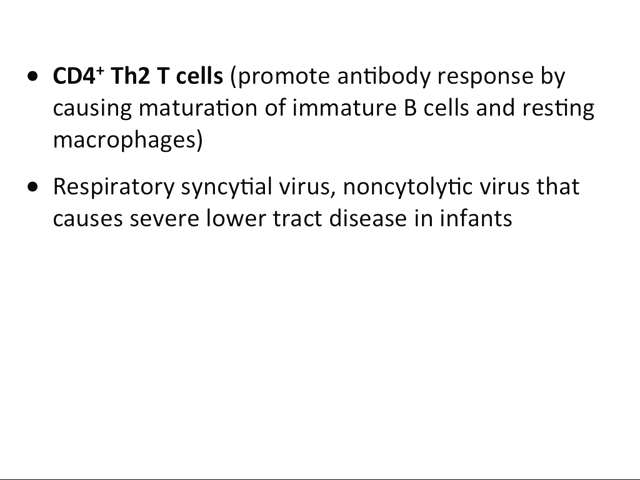 ● CD4⁺ Th2 T cells (promote antibody response by
causing maturation of immature B cells and resting
macrophages)
● Respiratory syncytial virus, noncytolytic virus that
causes severe lower tract disease in infants